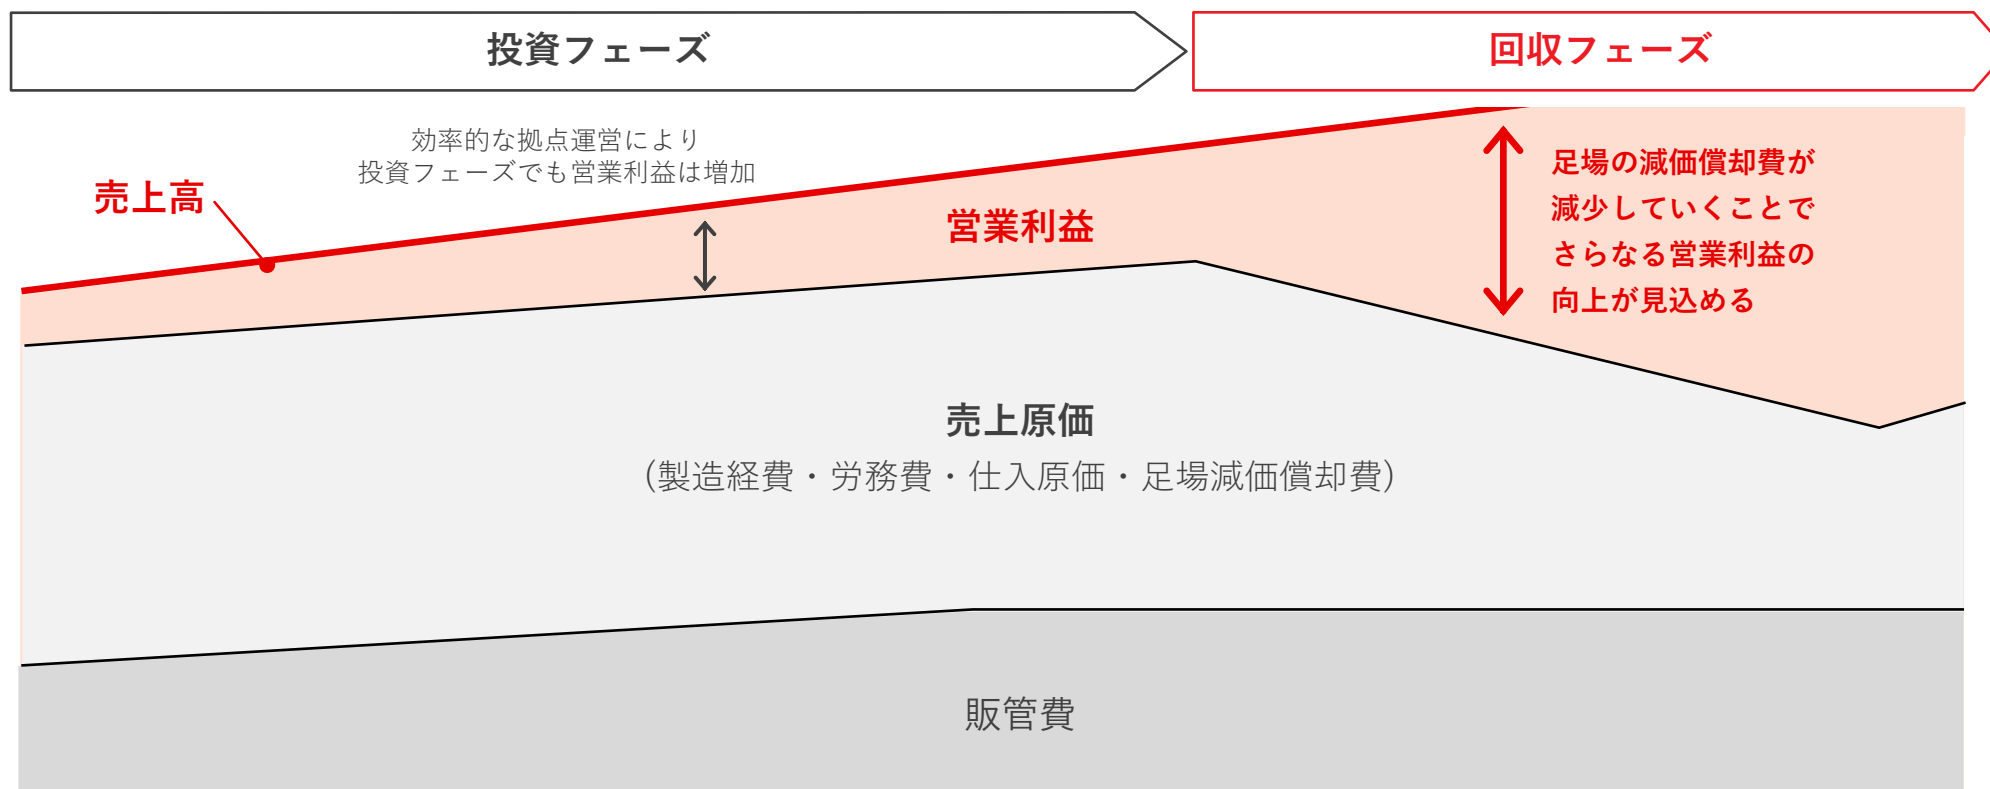 投資フェーズ
回収フェーズ
効率的な拠点運営により
投資フェーズでも営業利益は増加
売上高
営業利益
足場の減価償却費が
減少していくことで
さらなる営業利益の
向上が見込める
売上原価
(製造経費・労務費・仕入原価・足場減価償却費)
販管費